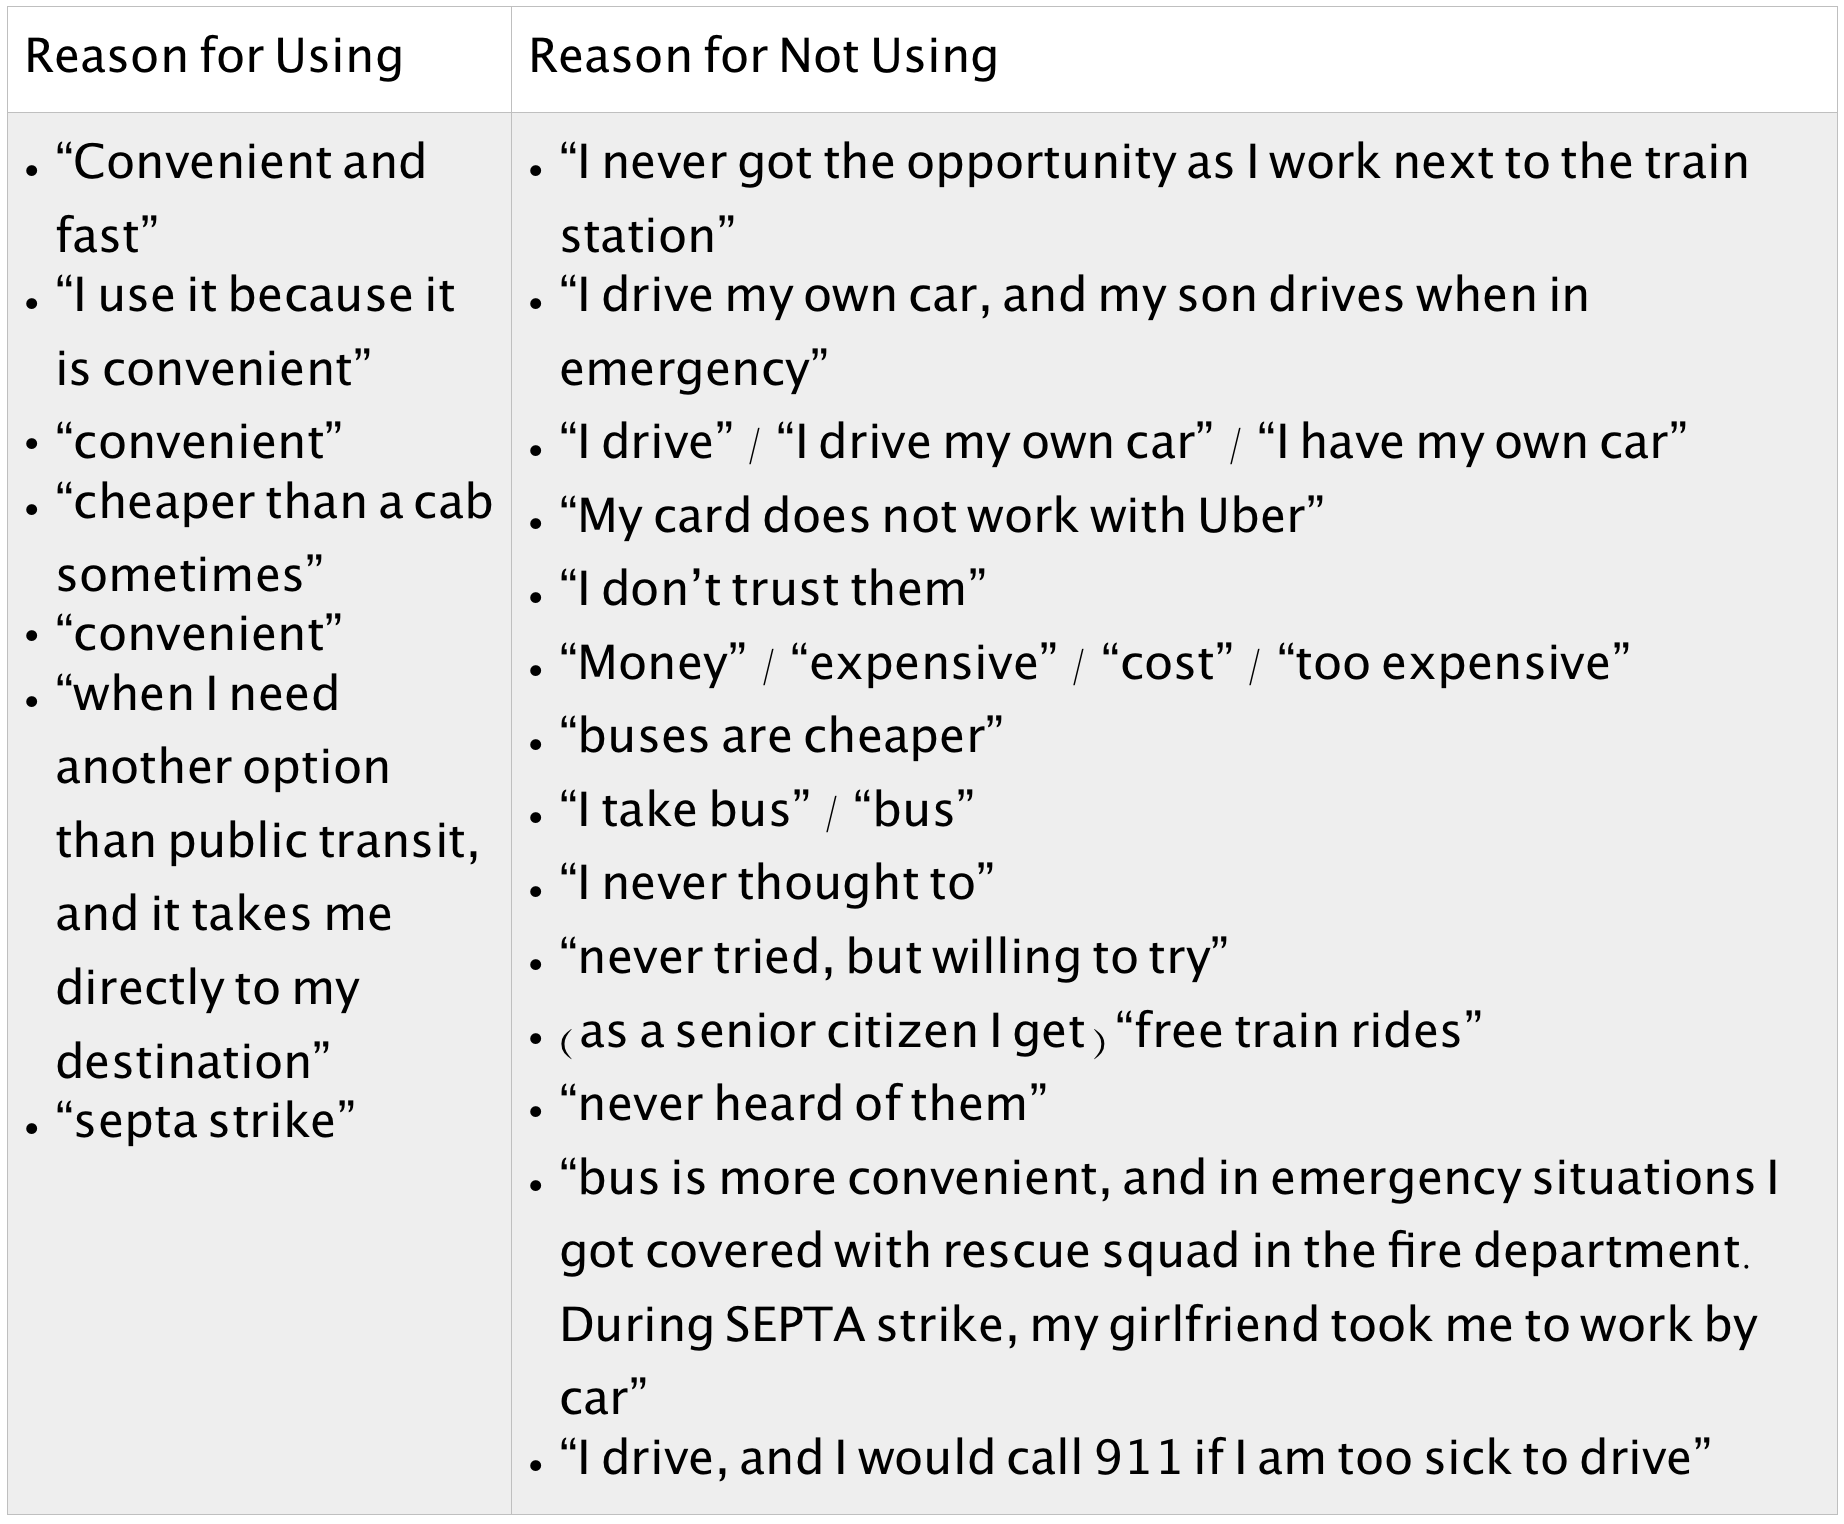 Reason for Using
Reason for Not Using
• “Convenient and
fast”
• “I use it because it
is convenient”
• “convenient”
• “cheaper than a cab
sometimes”
• “convenient”
• “when I need
another option
than public transit,
and it takes me
directly to my
destination”
• “septa strike”
• “I never got the opportunity as I work next to the train
station”
• “I drive my own car, and my son drives when in
emergency”
• “I drive” / “I drive my own car” / “I have my own car”
• “My card does not work with Uber”
• “I don’t trust them”
• “Money” / “expensive” / “cost” / “too expensive”
• “buses are cheaper”
• “I take bus” / “bus”
• “I never thought to”
• “never tried, but willing to try”
• (as a senior citizen I get) “free train rides”
• “never heard of them”
• “bus is more convenient, and in emergency situations I
got covered with rescue squad in the fire department.
During SEPTA strike, my girlfriend took me to work by
car”
• “I drive, and I would call 911 if I am too sick to drive”